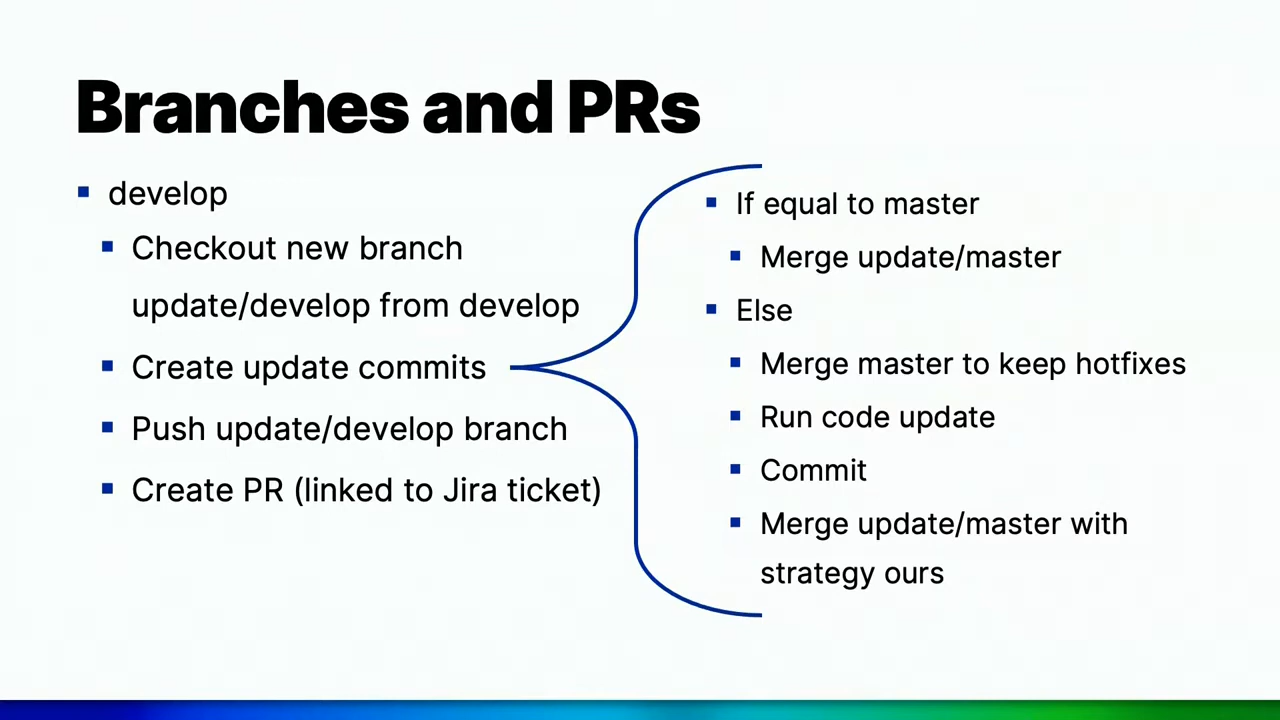 Branches and PRs
develop
Checkout new branch
update/develop from develop
Create update commits
Push update/develop branch
Create PR (linked to Jira ticket)
If equal to master
Merge update/master
Else
Merge master to keep hotfixes
Run code update
Commit
Merge update/master with
strategy ours